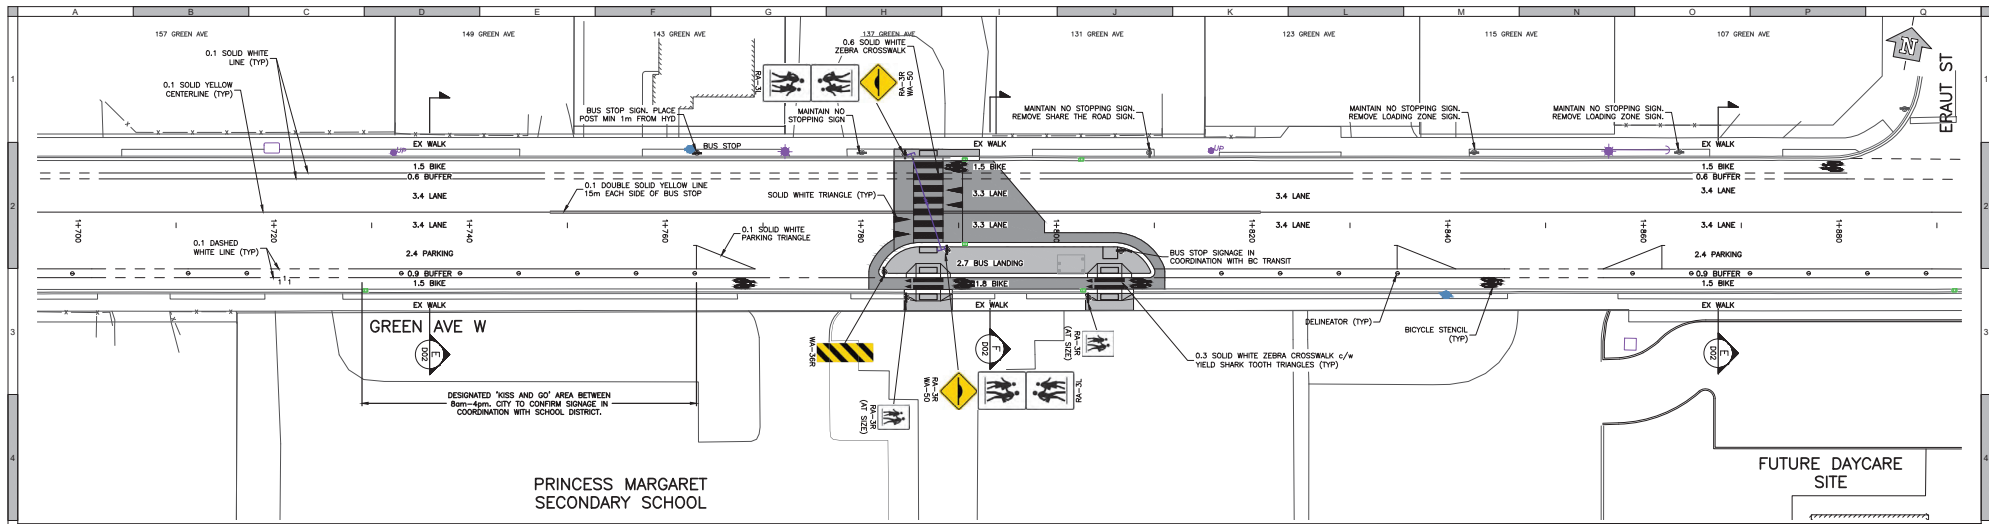 A B C D E F G H I J K L M N O P Q
157 GREEN AVE
149 GREEN AVE
143 GREEN AVE
137 GREEN AVE
131 GREEN AVE
123 GREEN AVE
115 GREEN AVE
107 GREEN AVE
N
ERAUT ST
1
1
0.1 SOLID WHITE
LINE (TYP)
0.1 SOLID YELLOW
CENTERLINE (TYP)
0.6 SOLID WHITE
ZEBRA CROSSWALK
RA-3L
RA-3R
WA-50
BUS STOP SIGN. PLACE
POST MIN 1m FROM HYD
MAINTAIN NO
STOPPING SIGN
MAINTAIN NO STOPPING SIGN.
REMOVE SHARE THE ROAD SIGN.
MAINTAIN NO STOPPING SIGN.
REMOVE LOADING ZONE SIGN.
MAINTAIN NO STOPPING SIGN.
REMOVE LOADING ZONE SIGN.
EX WALK
BUS STOP
EX WALK
EX WALK
UP
UP
1.5 BIKE
0.6 BUFFER
1.5 BIKE
1.5 BIKE
0.6 BUFFER
2
2
0.1 DOUBLE SOLID YELLOW LINE
15m EACH SIDE OF BUS STOP
SOLID WHITE TRIANGLE (TYP)
3.4 LANE
3.3 LANE
3.4 LANE
3.4 LANE
3.4 LANE
3.3 LANE
3.4 LANE
3.4 LANE
1+700
1+720
1+740
1+760
1+780
1+800
1+820
1+840
1+860
1+880
0.1 DASHED
WHITE LINE (TYP)
0.1 SOLID WHITE
PARKING TRIANGLE
2.4 PARKING
2.7 BUS LANDING
BUS STOP SIGNAGE IN
COORDINATION WITH BC TRANSIT
2.4 PARKING
0.9 BUFFER
0.9 BUFFER
1.5 BIKE
1.8 BIKE
1.5 BIKE
EX WALK
EX WALK
EX WALK
3
3
GREEN AVE W
E
D02
F
D02
E
D02
WA-36R
RA-3R
(AT SIZE)
DELINEATOR (TYP)
BICYCLE STENCIL
(TYP)
0.3 SOLID WHITE ZEBRA CROSSWALK c/w
YIELD SHARK TOOTH TRIANGLES (TYP)
DESIGNATED 'KISS AND GO' AREA BETWEEN
8am-4pm. CITY TO CONFIRM SIGNAGE IN
COORDINATION WITH SCHOOL DISTRICT.
RA-3R
(AT SIZE)
RA-3R
WA-50
RA-3L
4
4
PRINCESS MARGARET
SECONDARY SCHOOL
FUTURE DAYCARE
SITE